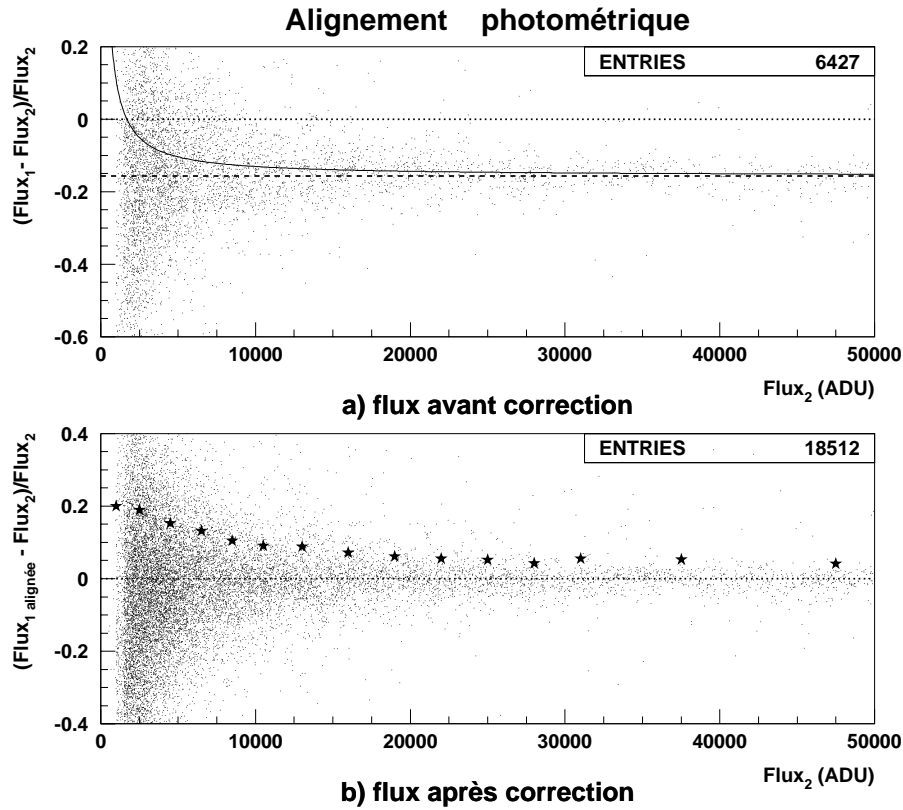 Alignement photométrique
ENTRIES 6427
(Flux1 - Flux2)/Flux2
0.2
0
-0.2
-0.4
-0.6
0 10000 20000 30000 40000 50000
Flux2 (ADU)
a) flux avant correction
ENTRIES 18512
(Flux1 alignée - Flux2)/Flux2
0.4
0.2
0
-0.2
-0.4
0 10000 20000 30000 40000 50000
Flux2 (ADU)
b) flux après correction